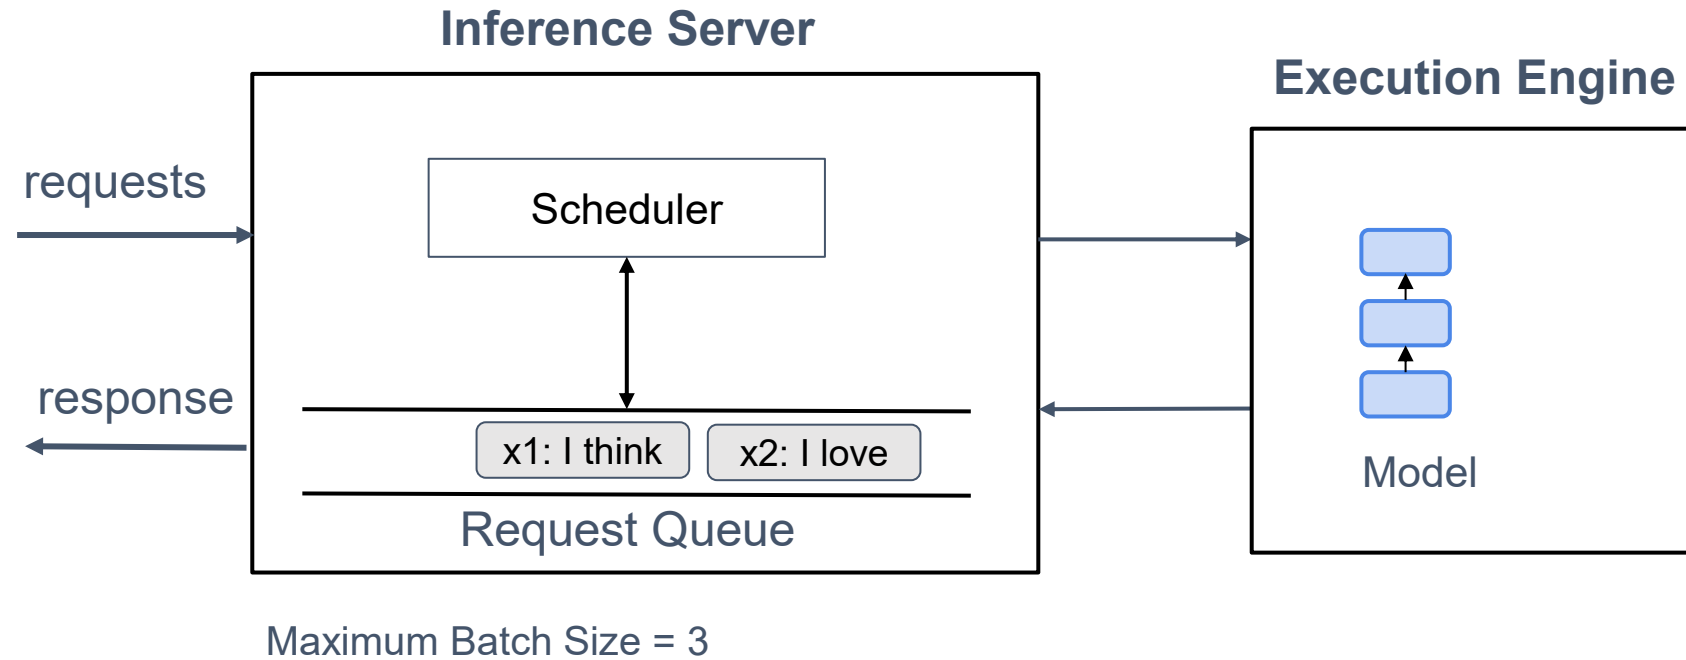 Inference Server
Execution Engine
requests
Scheduler
response
x1: I think
x2: I love
Model
Request Queue
Maximum Batch Size = 3